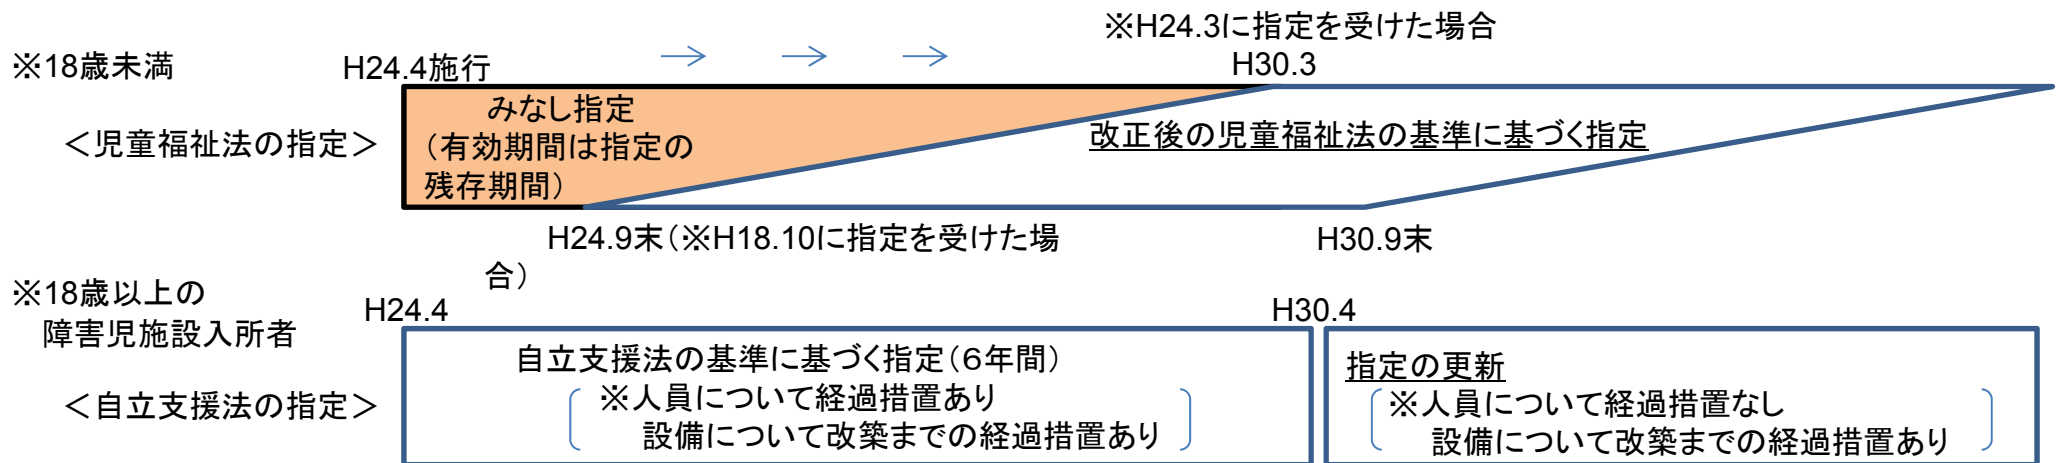 ※H24.3に指定を受けた場合
※18歳未満
H24.4施行
→ → →
H30.3
みなし指定
（有効期間は指定の
残存期間）
＜児童福祉法の指定＞
改正後の児童福祉法の基準に基づく指定
H24.9末（※H18.10に指定を受けた場
合）
H30.9末
※18歳以上の
障害児施設入所者
H24.4
H30.4
＜自立支援法の指定＞
自立支援法の基準に基づく指定（６年間）
※人員について経過措置あり
設備について改築までの経過措置あり
指定の更新
※人員について経過措置なし
設備について改築までの経過措置あり